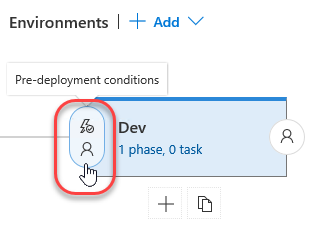 Environments | + Add
Pre-deployment conditions
Dev
1 phase, 0 task